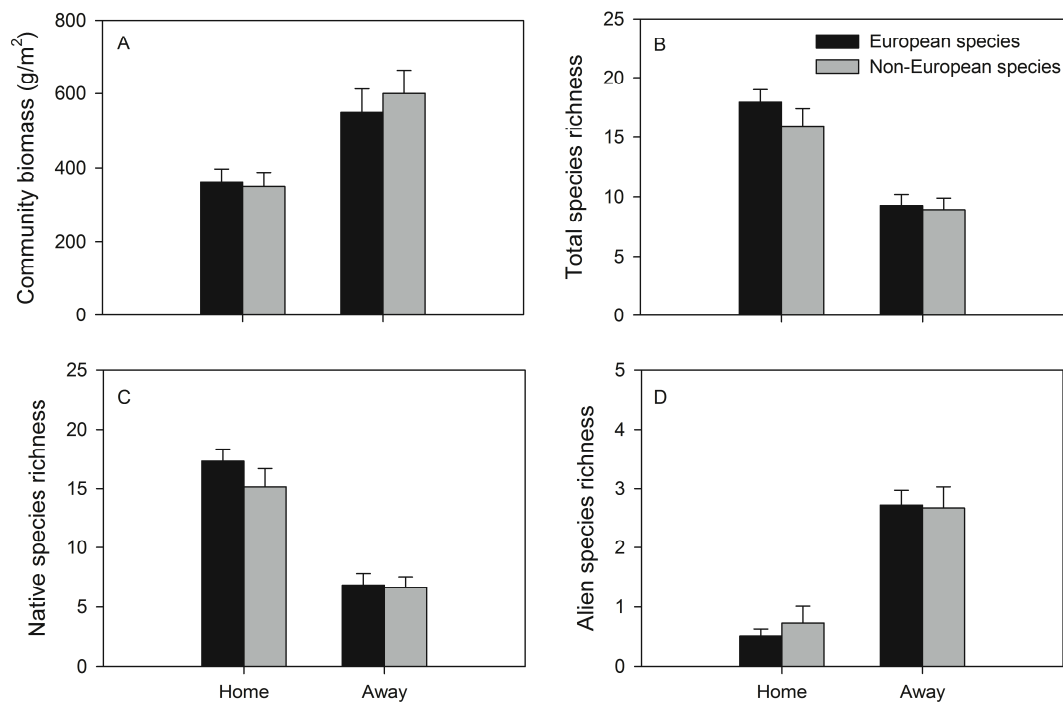 Community biomass (g/m²)
800
600
400
200
0
A
Total species richness
25
20
15
10
5
0
B
European species
Non-European species
Native species richness
25
20
15
10
5
0
C
Home
Away
Alien species richness
5
4
3
2
1
0
D
Home
Away